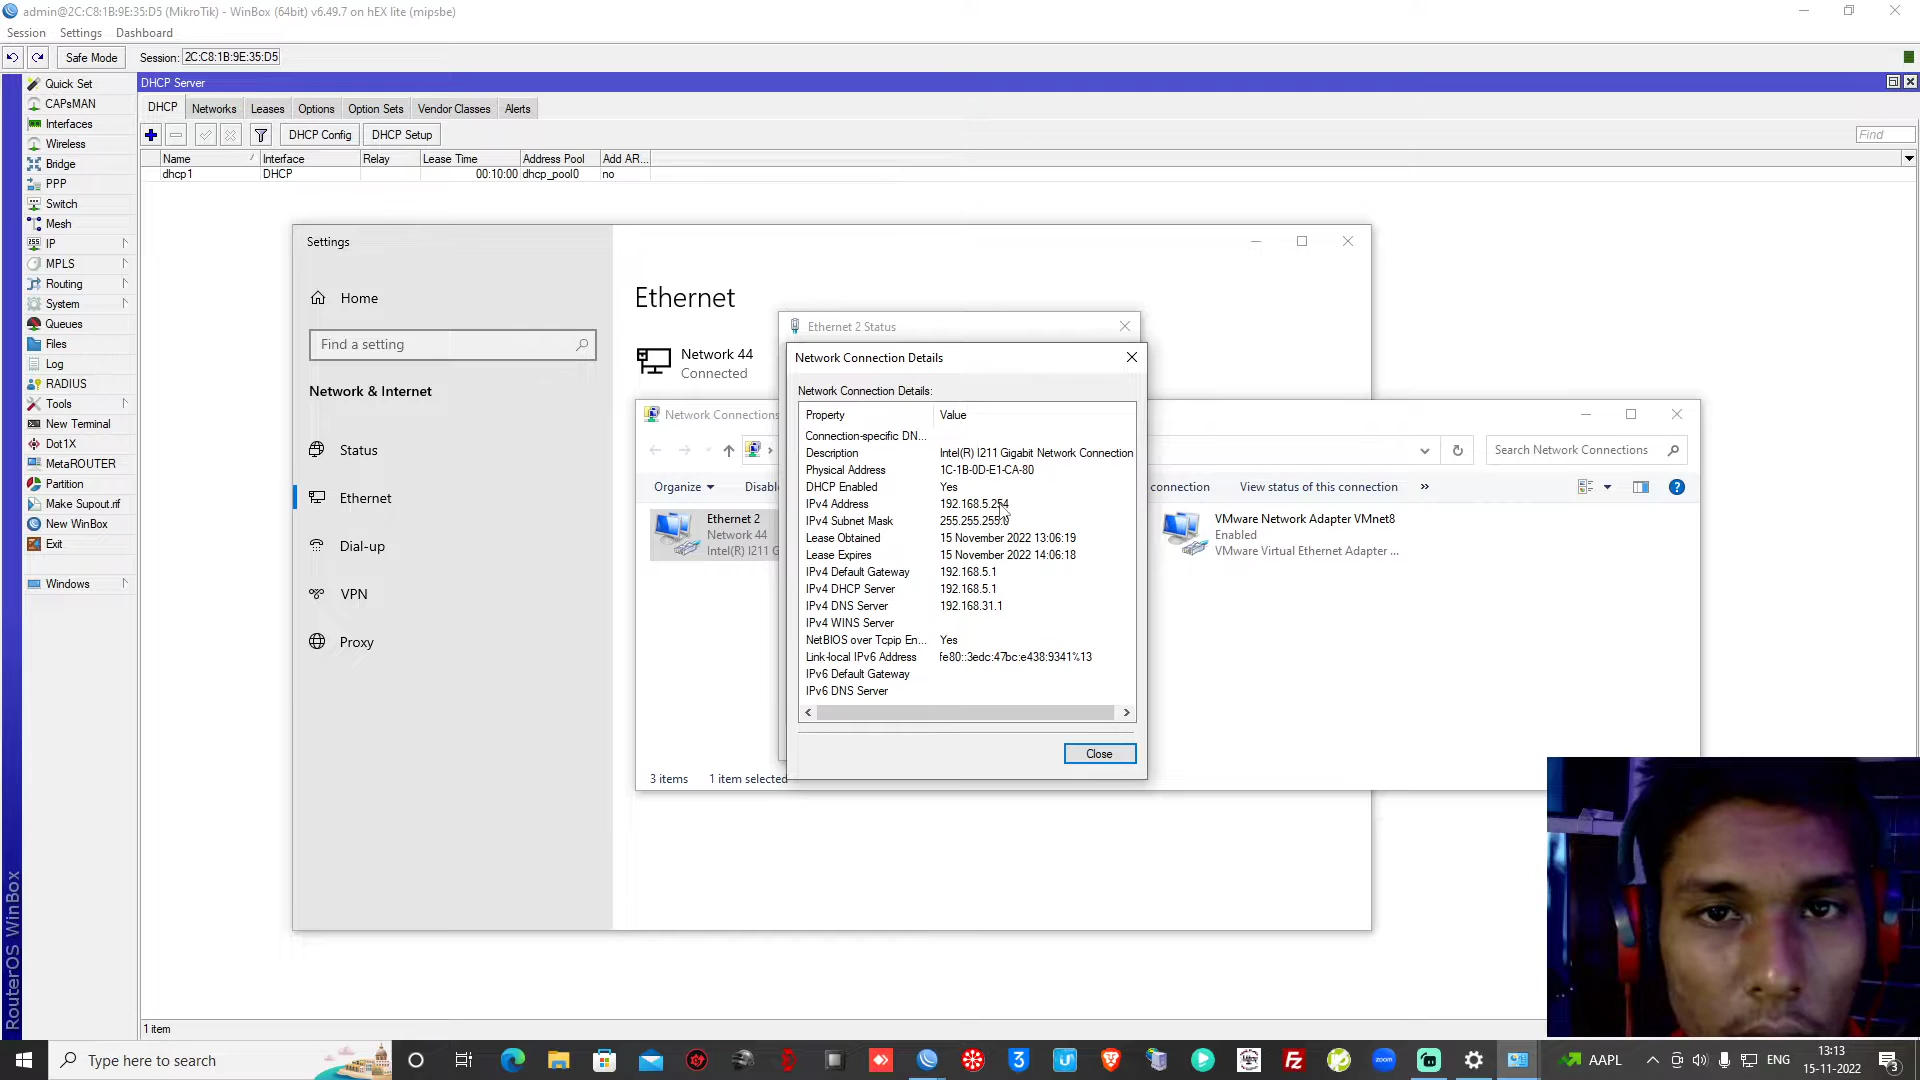 admin@2C:C8:1B:9E:35:D5 (MikroTik) - WinBox (64bit) v6.49.7 on hEX lite (mipsbe)
Session Settings Dashboard
Safe Mode Session: 2C:C8:1B:9E:35:D5
Quick Set
CAPsMAN
Interfaces
Wireless
Bridge
PPP
Switch
Mesh
IP
MPLS
Routing
System
Queues
Files
Log
RADIUS
Tools
New Terminal
Dot1X
MetaROUTER
Partition
Make Supout.rif
New WinBox
Exit
Windows
RouterOS WinBox
DHCP Server
DHCP Networks Leases Options Option Sets Vendor Classes Alerts
DHCP Config DHCP Setup Find
Name Interface Relay Lease Time Address Pool Add AR...
dhcp1 DHCP 00:10:00 dhcp_pool0 no
1 item
Settings
Home
Find a setting
Network & Internet
Status
Ethernet
Dial-up
VPN
Proxy
Ethernet
Network 44
Connected
Ethernet 2 Status
Network Connections
Search Network Connections
Organize Disable connection View status of this connection »
Ethernet 2
Network 44
Intel(R) I211 G
VMware Network Adapter VMnet8
Enabled
VMware Virtual Ethernet Adapter ...
3 items 1 item selected
Network Connection Details
Network Connection Details:
Property Value
Connection-specific DN...
Description Intel(R) I211 Gigabit Network Connection
Physical Address 1C-1B-0D-E1-CA-80
DHCP Enabled Yes
IPv4 Address 192.168.5.254
IPv4 Subnet Mask 255.255.255.0
Lease Obtained 15 November 2022 13:06:19
Lease Expires 15 November 2022 14:06:18
IPv4 Default Gateway 192.168.5.1
IPv4 DHCP Server 192.168.5.1
IPv4 DNS Server 192.168.31.1
IPv4 WINS Server
NetBIOS over Tcpip En... Yes
Link-local IPv6 Address fe80::3edc:47bc:e438:9341%13
IPv6 Default Gateway
IPv6 DNS Server
Close
Type here to search
AAPL
ENG
13:13
15-11-2022
3